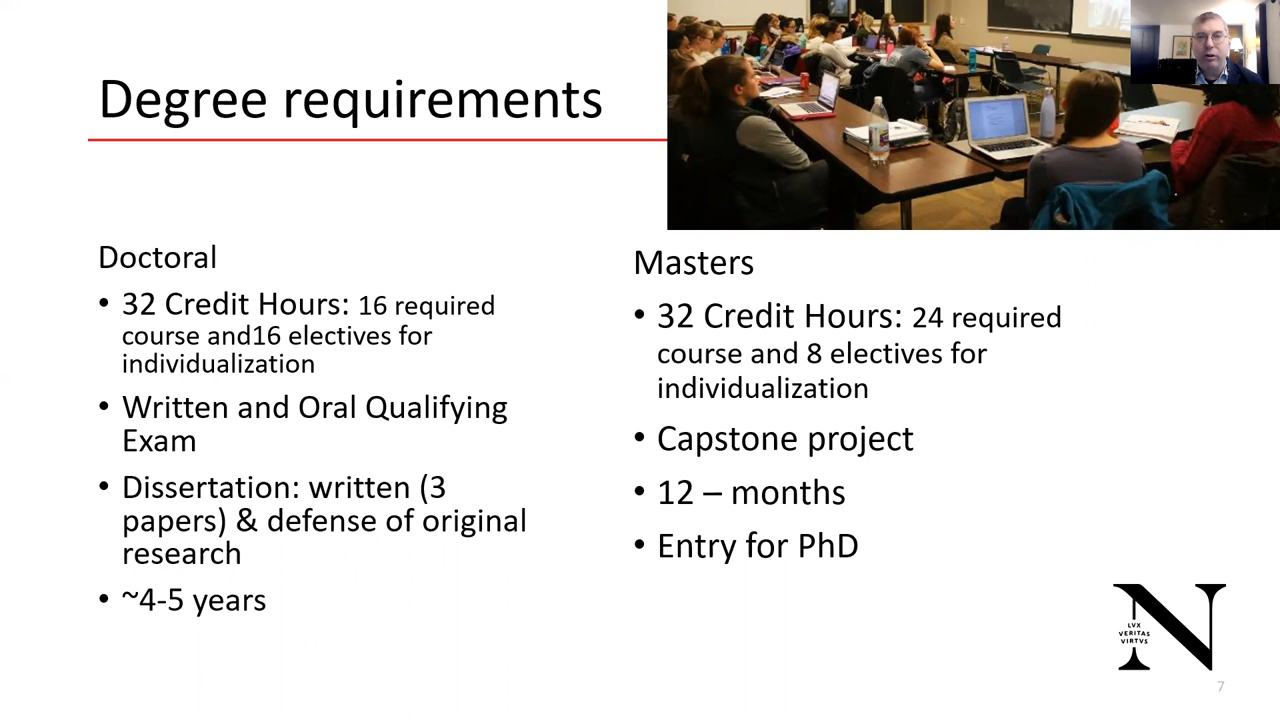 Degree requirements
Doctoral
• 32 Credit Hours: 16 required
course and16 electives for
individualization
• Written and Oral Qualifying
Exam
• Dissertation: written (3
papers) & defense of original
research
• ~4-5 years
Masters
• 32 Credit Hours: 24 required
course and 8 electives for
individualization
• Capstone project
• 12 – months
• Entry for PhD
N
LVX
VERITAS
VIRTVS
7